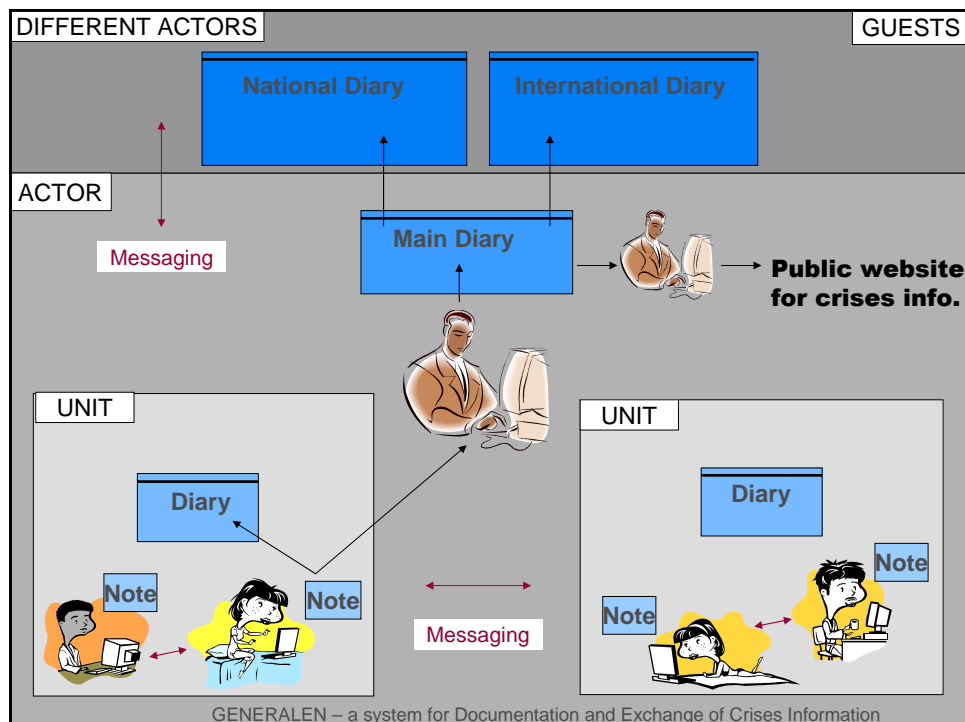 DIFFERENT ACTORS
GUESTS
National Diary
International Diary
ACTOR
Messaging
Main Diary
Public website
for crises info.
UNIT
UNIT
Diary
Diary
Note
Note
Note
Note
Messaging
GENERALEN – a system for Documentation and Exchange of Crises Information